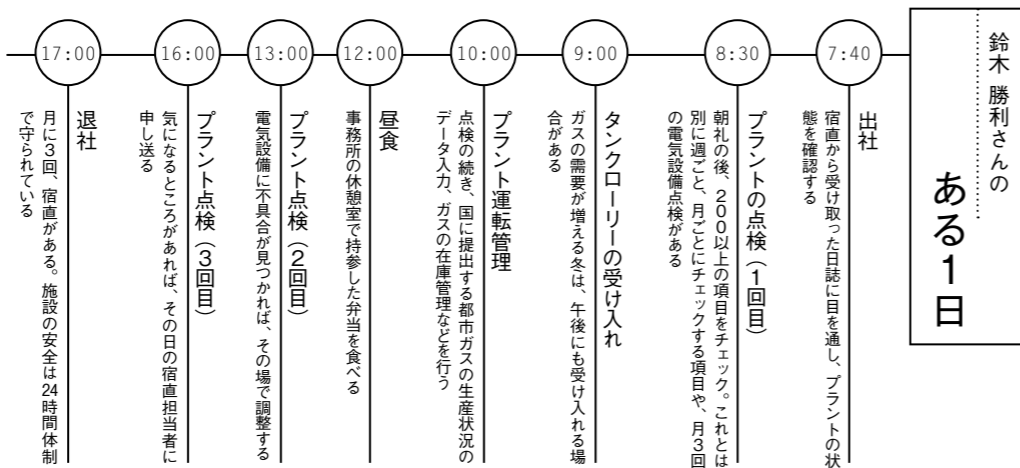 鈴木 勝利さんの
ある1日
7:40
出社
宿直から受け取った日誌に目を通し、プラントの状
態を確認する
8:30
プラントの点検（1回目）
朝礼の後、200以上の項目をチェック。これとは
別に週ごと、月ごとにチェックする項目や、月3回
の電気設備点検がある
9:00
タンクローリーの受け入れ
ガスの需要が増える冬は、午後にも受け入れる場
合がある
10:00
プラント運転管理
点検の続き、国に提出する都市ガスの生産状況の
データ入力、ガスの在庫管理などを行う
12:00
昼食
事務所の休憩室で持参した弁当を食べる
13:00
プラント点検（2回目）
電気設備に不具合が見つかれば、その場で調整する
16:00
プラント点検（3回目）
気になるところがあれば、その日の宿直担当者に
申し送る
17:00
退社
月に3回、宿直がある。施設の安全は24時間体制
で守られている